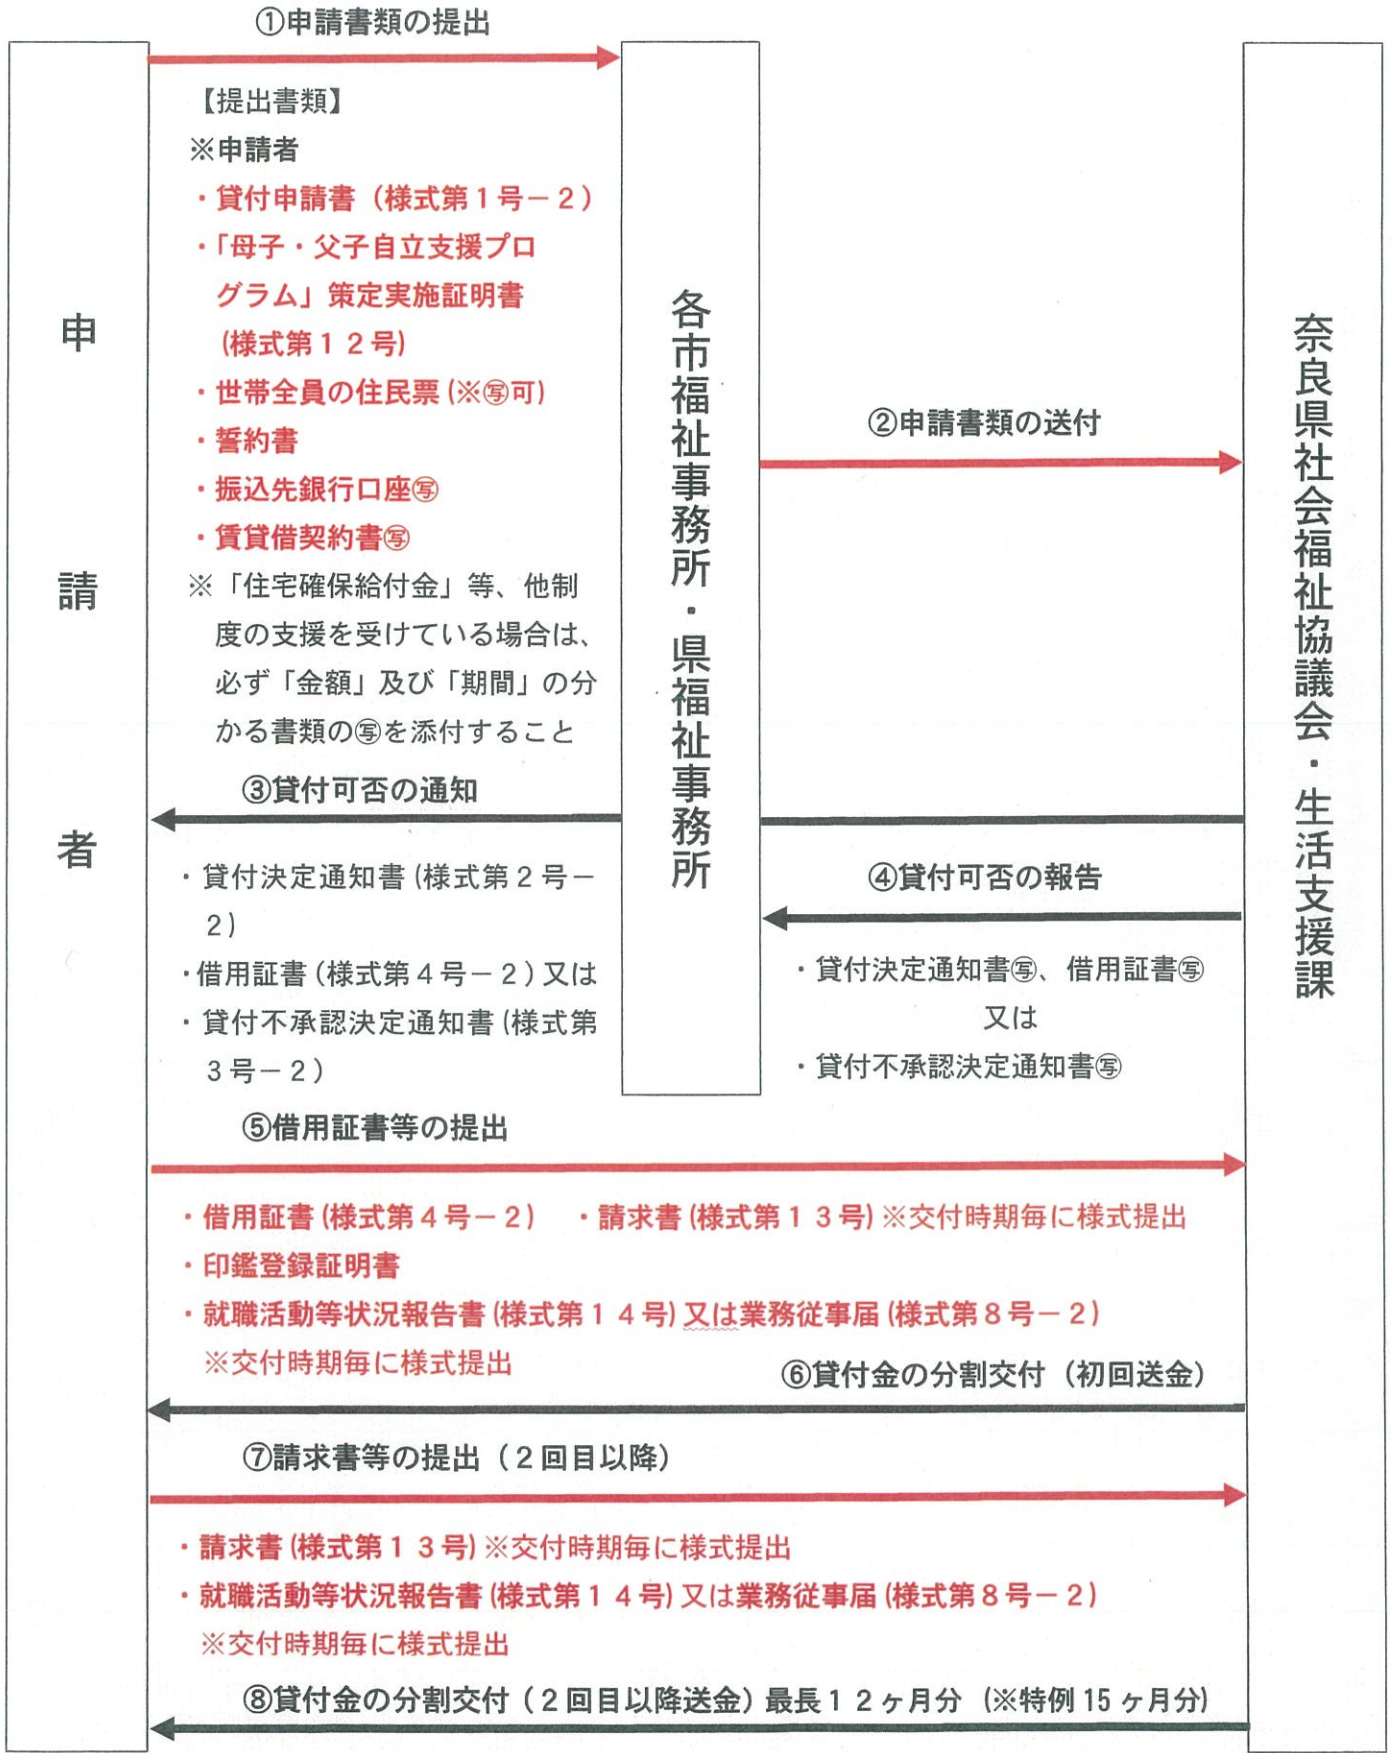 ①申請書類の提出
【提出書類】
※申請者
・貸付申請書（様式第１号－２）
・「母子・父子自立支援プロ
グラム」策定実施証明書
(様式第１２号)
・世帯全員の住民票(※㊢可)
・誓約書
・振込先銀行口座㊢
・賃貸借契約書㊢
※「住宅確保給付金」等、他制
度の支援を受けている場合は、
必ず「金額」及び「期間」の分
かる書類の㊢を添付すること
申請者
各市福祉事務所・県福祉事務所
②申請書類の送付
奈良県社会福祉協議会・生活支援課
③貸付可否の通知
・貸付決定通知書(様式第２号－
２)
・借用証書(様式第４号－２)又は
・貸付不承認決定通知書(様式第
３号－２)
④貸付可否の報告
・貸付決定通知書㊢、借用証書㊢
又は
・貸付不承認決定通知書㊢
⑤借用証書等の提出
・借用証書(様式第４号－２)　・請求書(様式第１３号)※交付時期毎に様式提出
・印鑑登録証明書
・就職活動等状況報告書(様式第１４号)又は業務従事届(様式第８号－２)
※交付時期毎に様式提出
⑥貸付金の分割交付（初回送金）
⑦請求書等の提出（２回目以降）
・請求書(様式第１３号)※交付時期毎に様式提出
・就職活動等状況報告書(様式第１４号)又は業務従事届(様式第８号－２)
※交付時期毎に様式提出
⑧貸付金の分割交付（２回目以降送金）最長１２ヶ月分（※特例15ヶ月分)